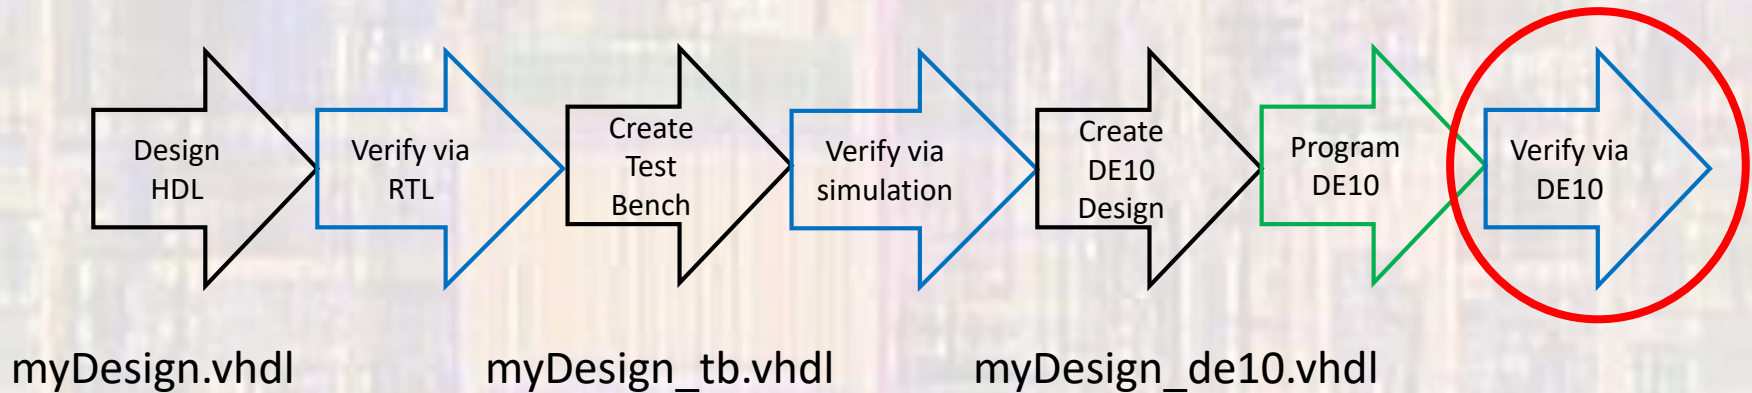 Design
HDL
Verify via
RTL
Create
Test
Bench
Verify via
simulation
Create
DE10
Design
Program
DE10
Verify via
DE10
myDesign.vhdl
myDesign_tb.vhdl
myDesign_de10.vhdl